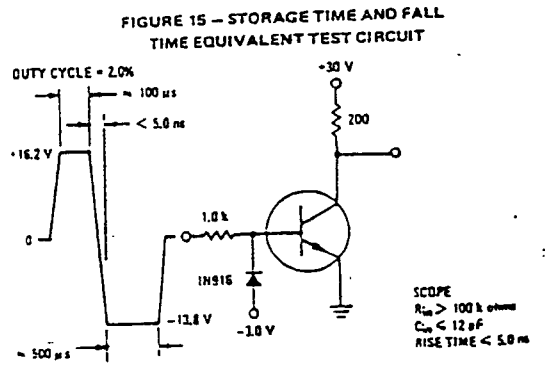 FIGURE 15 – STORAGE TIME AND FALL
TIME EQUIVALENT TEST CIRCUIT
DUTY CYCLE = 2.0%
≈ 100 µs
< 5.0 ns
+16.2 V
0
-13.8 V
≈ 500 µs
1.0 k
1N916
-3.0 V
+30 V
200
SCOPE
Rin > 100 k ohms
Cin < 12 pF
RISE TIME < 5.0 ns